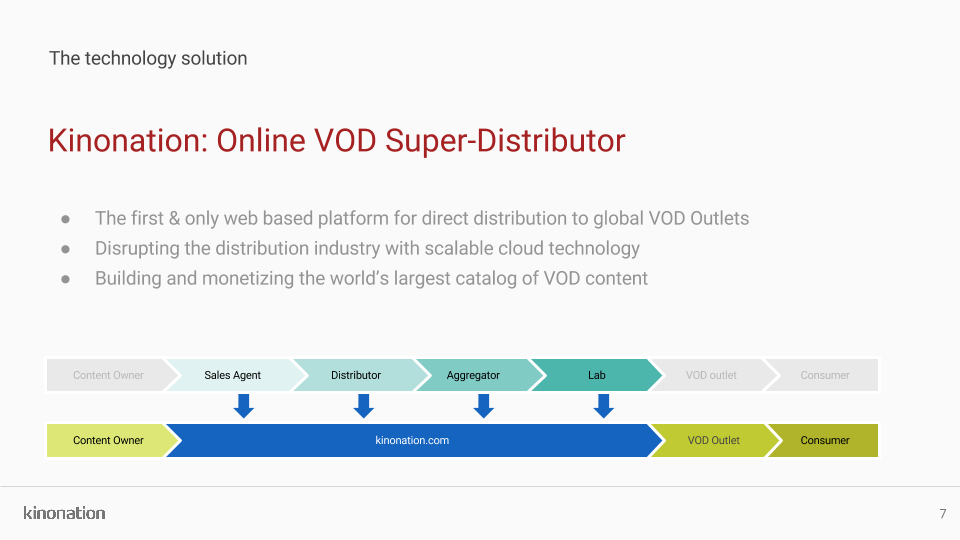 The technology solution
Kinonation: Online VOD Super-Distributor
● The first & only web based platform for direct distribution to global VOD Outlets
● Disrupting the distribution industry with scalable cloud technology
● Building and monetizing the world’s largest catalog of VOD content
Content Owner Sales Agent Distributor Aggregator Lab VOD outlet Consumer
Content Owner kinonation.com VOD Outlet Consumer
kinonation 7